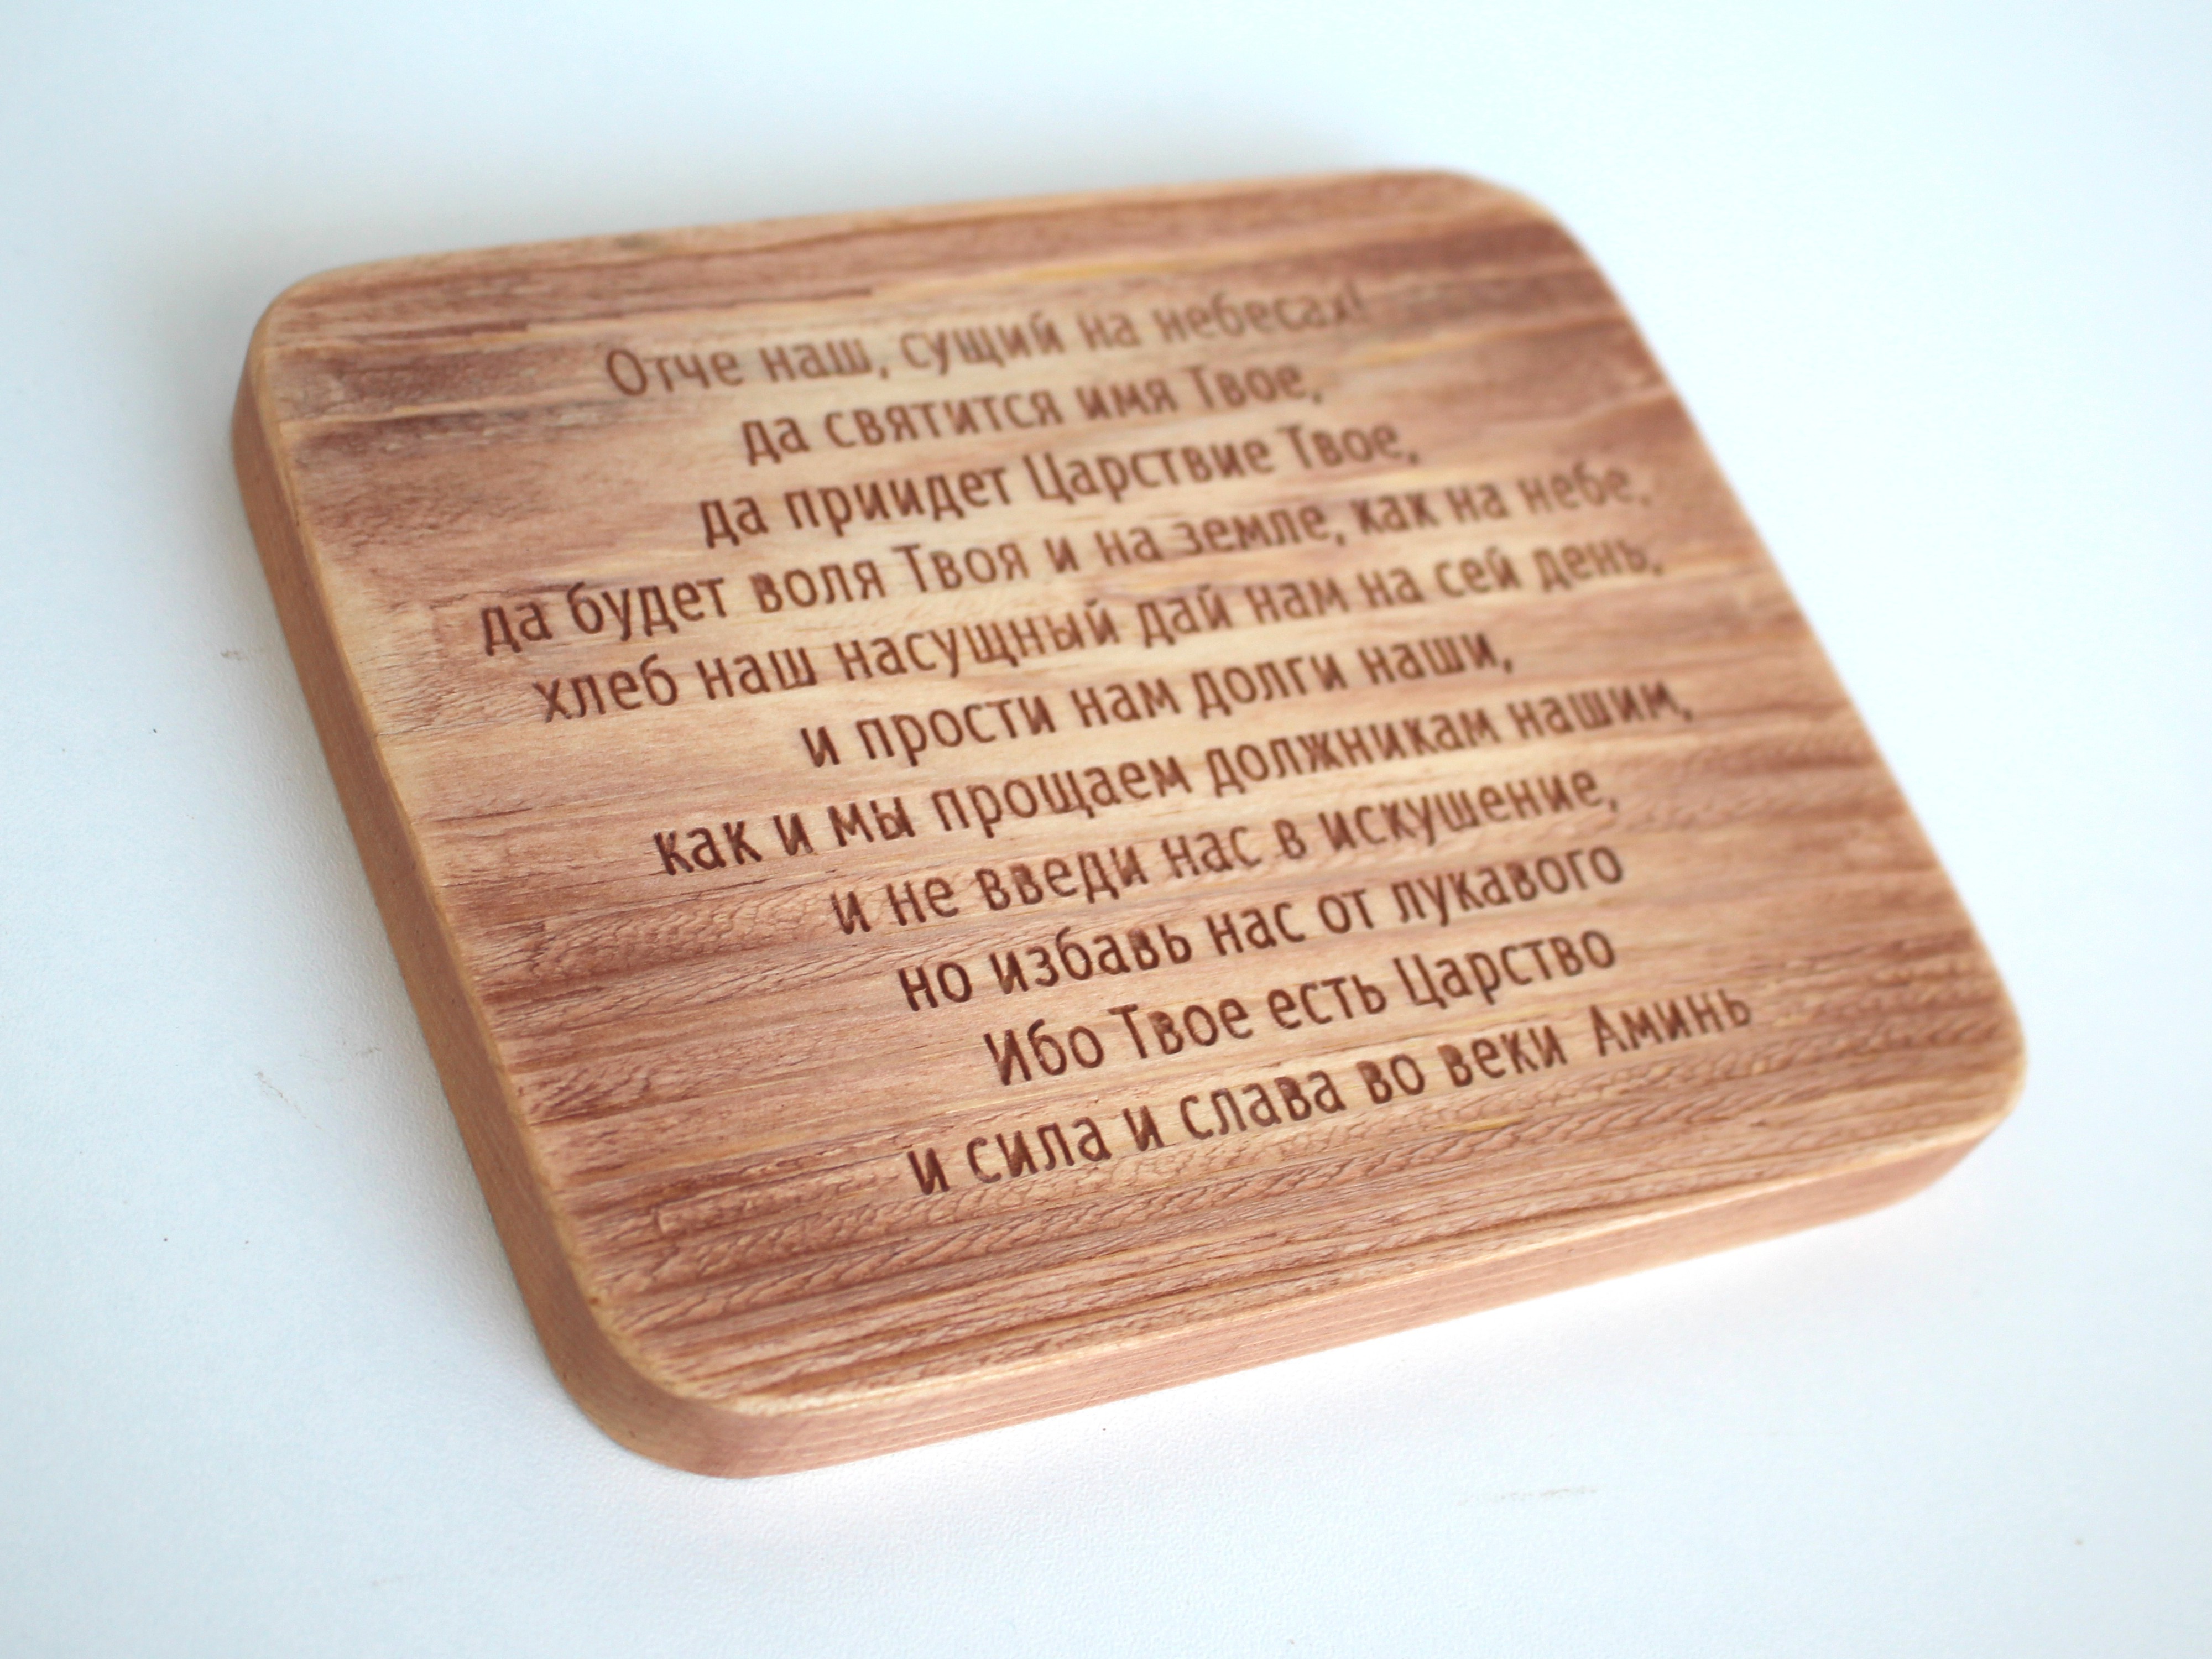 Отче наш, сущий на небесах!
да святится имя Твое,
да приидет Царствие Твое,
да будет воля Твоя и на земле, как на небе.
хлеб наш насущный дай нам на сей день,
и прости нам долги наши,
как и мы прощаем должникам нашим,
и не введи нас в искушение,
но избавь нас от лукавого
Ибо Твое есть Царство
и сила и слава во веки Аминь